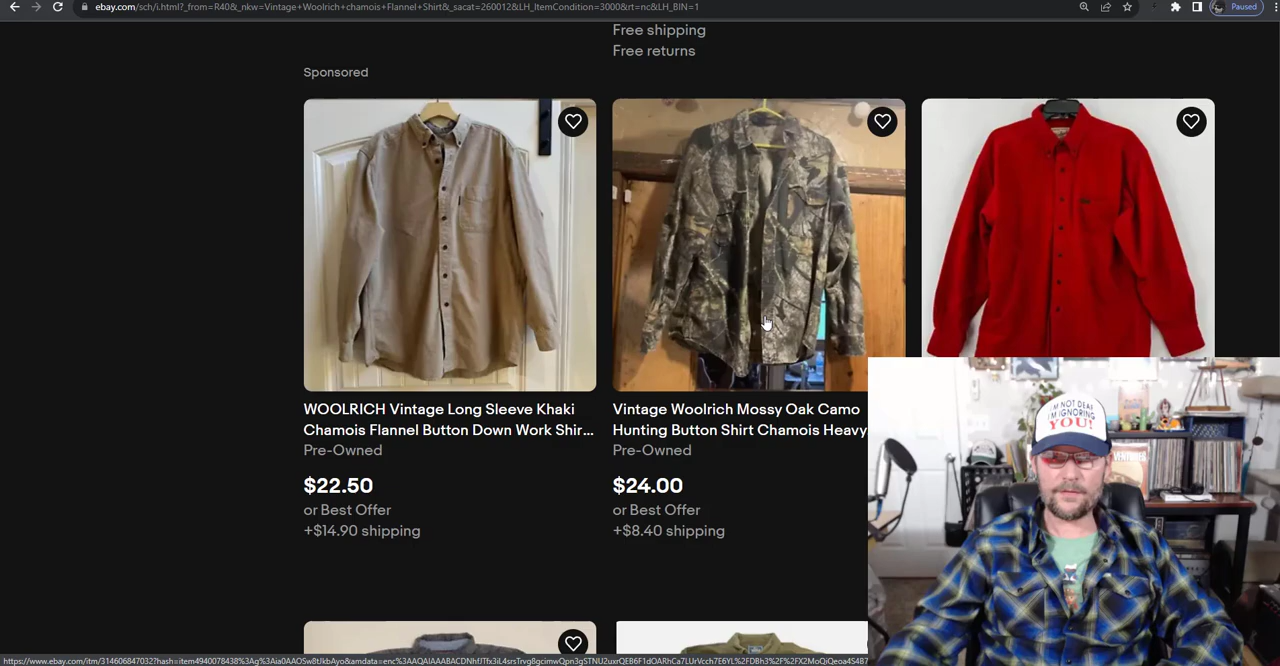 ebay.com/sch/i.html?_from=R40&_nkw=Vintage+Woolrich+chamois+Flannel+Shirt&_sacat=260012&LH_ItemCondition=3000&rt=nc&LH_BIN=1
Paused
Free shipping
Free returns
Sponsored
WOOLRICH Vintage Long Sleeve Khaki
Chamois Flannel Button Down Work Shir...
Pre-Owned
$22.50
or Best Offer
+$14.90 shipping
Vintage Woolrich Mossy Oak Camo
Hunting Button Shirt Chamois Heavy
Pre-Owned
$24.00
or Best Offer
+$8.40 shipping
I'M NOT DEAF
I'M IGNORING
YOU!
VENTURES